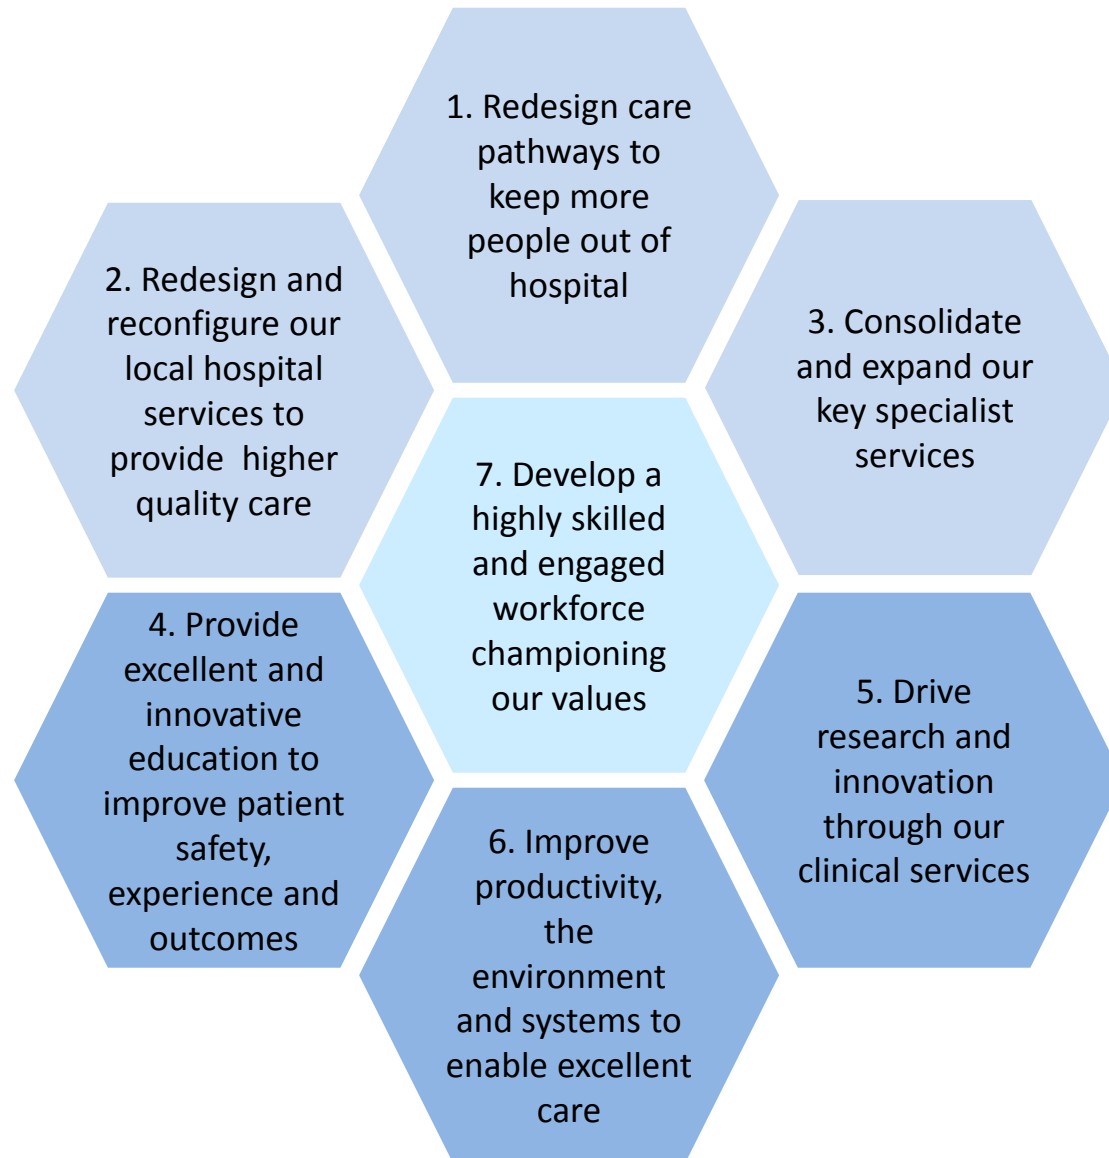 1. Redesign care
pathways to
keep more
people out of
hospital
2. Redesign and
reconfigure our
local hospital
services to
provide  higher
quality care
3. Consolidate
and expand our
key specialist
services
7. Develop a
highly skilled
and engaged
workforce
championing
our values
4. Provide
excellent and
innovative
education to
improve patient
safety,
experience and
outcomes
5. Drive
research and
innovation
through our
clinical services
6. Improve
productivity,
the
environment
and systems to
enable excellent
care